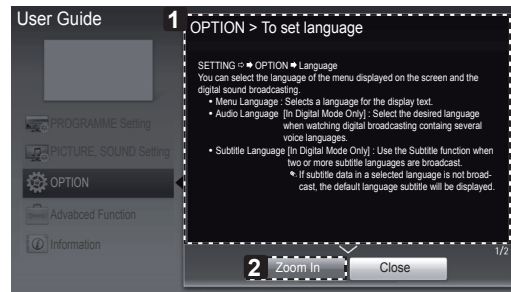 User Guide
1
OPTION > To set language
SETTING ⇨ ➡ OPTION ➡ Language
You can select the language of the menu displayed on the screen and the
digital sound broadcasting.
• Menu Language : Selects a language for the display text.
• Audio Language [In Digital Mode Only] : Select the desired language
when watching digital broadcasting containg several
voice languages.
• Subtitle Language [In Digital Mode Only] : Use the Subtitle function when
two or more subtitle languages are broadcast.
If subtitle data in a selected language is not broad-
cast, the default language subtitle will be displayed.
PROGRAMME Setting
PICTURE, SOUND Setting
OPTION
Advabced Function
Information
1/2
2
Zoom In
Close